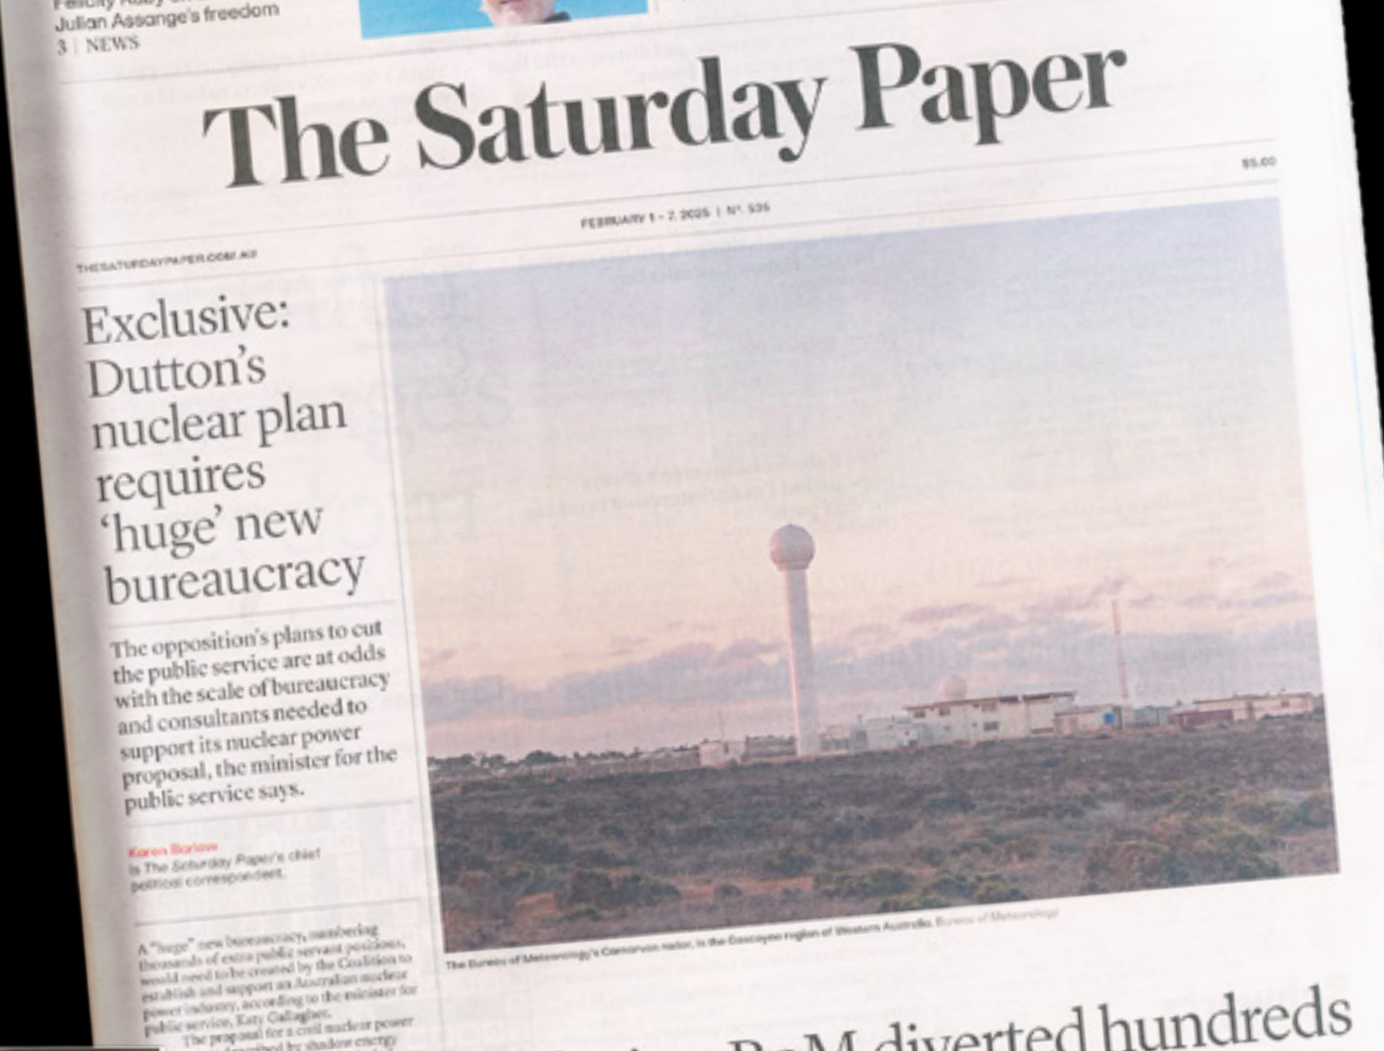 Julian Assange's freedom
3 | NEWS
The Saturday Paper
$5.00
FEBRUARY 1 – 7, 2025 | Nº. 535
THESATURDAYPAPER.COM.AU
Exclusive:
Dutton's
nuclear plan
requires
‘huge’ new
bureaucracy
The opposition's plans to cut
the public service are at odds
with the scale of bureaucracy
and consultants needed to
support its nuclear power
proposal, the minister for the
public service says.
Karen Barlow
is The Saturday Paper's chief
political correspondent.
A “huge” new bureaucracy, numbering
thousands of extra public servant positions,
would need to be created by the Coalition to
establish and support an Australian nuclear
power industry, according to the minister for
public service, Katy Gallagher.
The proposal for a civil nuclear power
by shadow energy
The Bureau of Meteorology's Carnarvon radar, in the Gascoyne region of Western Australia. Bureau of Meteorology
BoM diverted hundreds